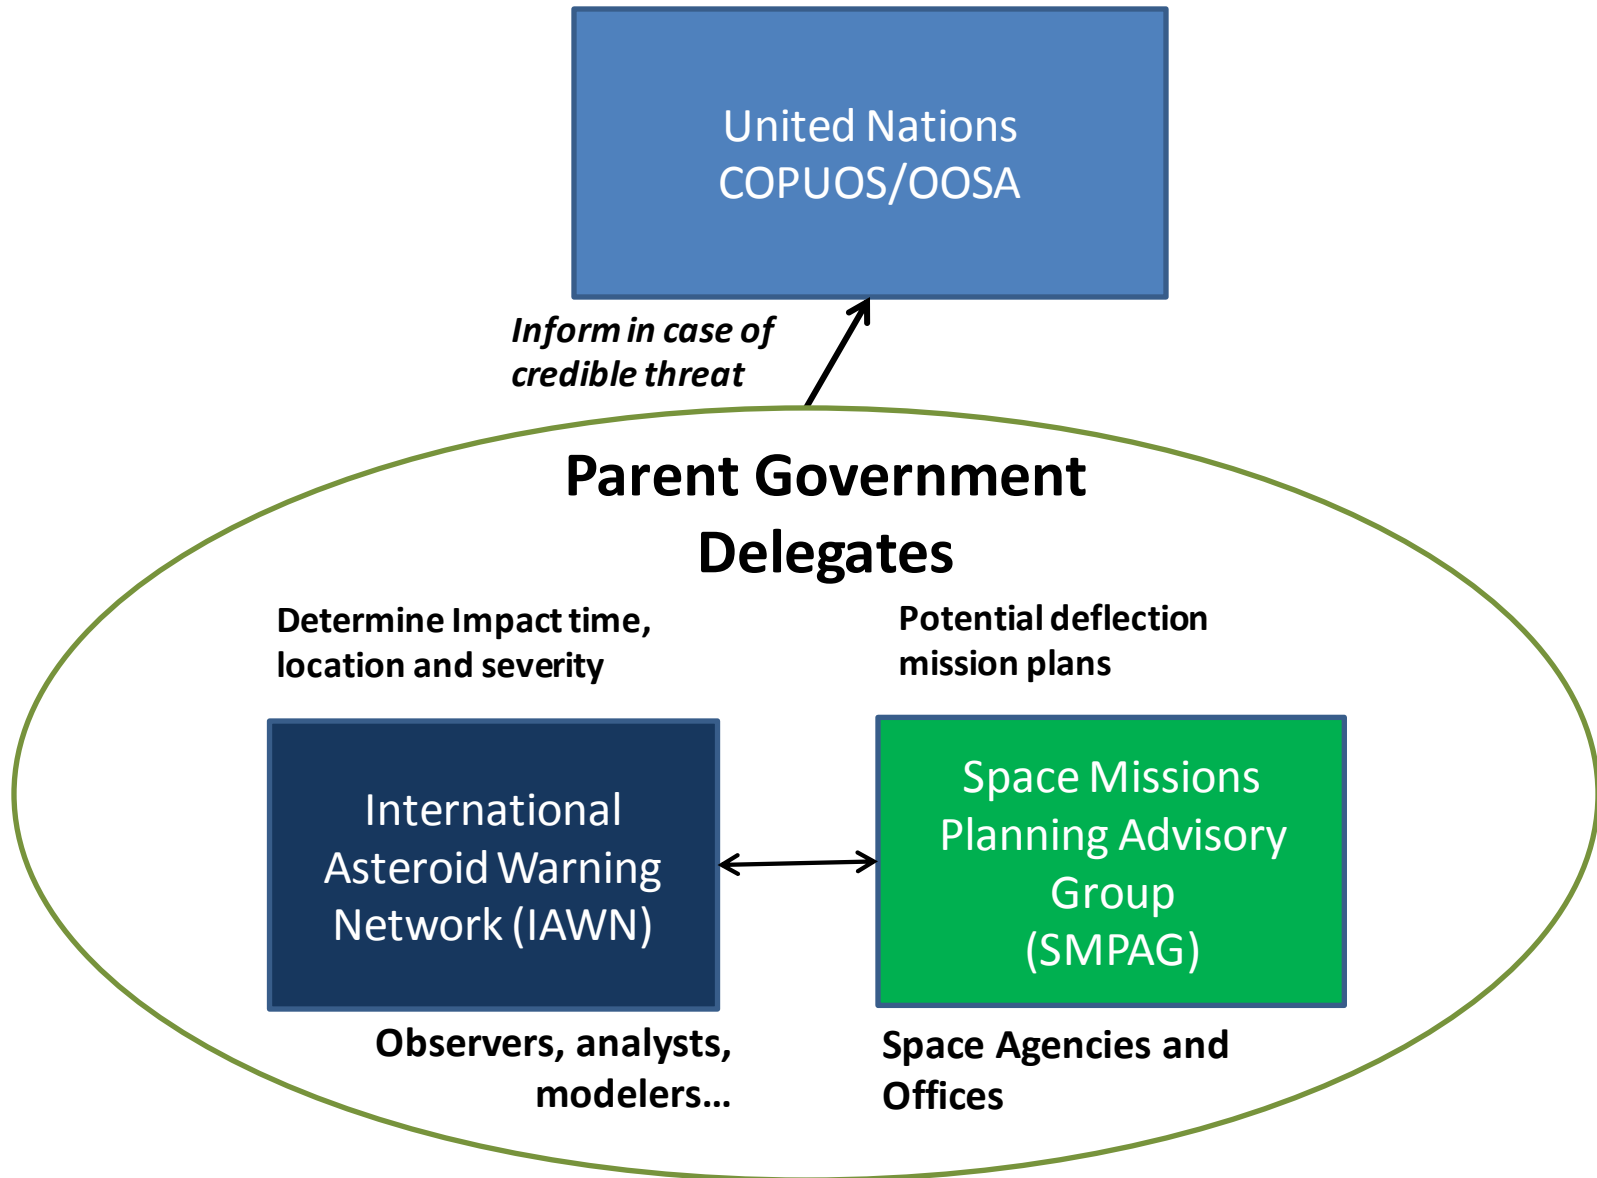 United Nations
COPUOS/OOSA
Inform in case of
credible threat
Parent Government
Delegates
Determine Impact time,
location and severity
Potential deflection
mission plans
International
Asteroid Warning
Network (IAWN)
Space Missions
Planning Advisory
Group
(SMPAG)
Observers, analysts,
modelers...
Space Agencies and
Offices